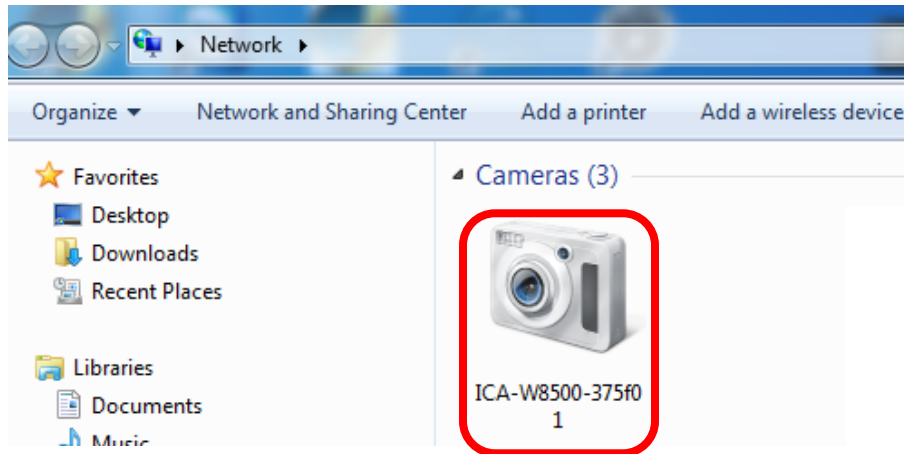 Network
Organize Network and Sharing Center Add a printer Add a wireless device
Favorites
Desktop
Downloads
Recent Places
Libraries
Documents
Music
Cameras (3)
ICA-W8500-375f0
1